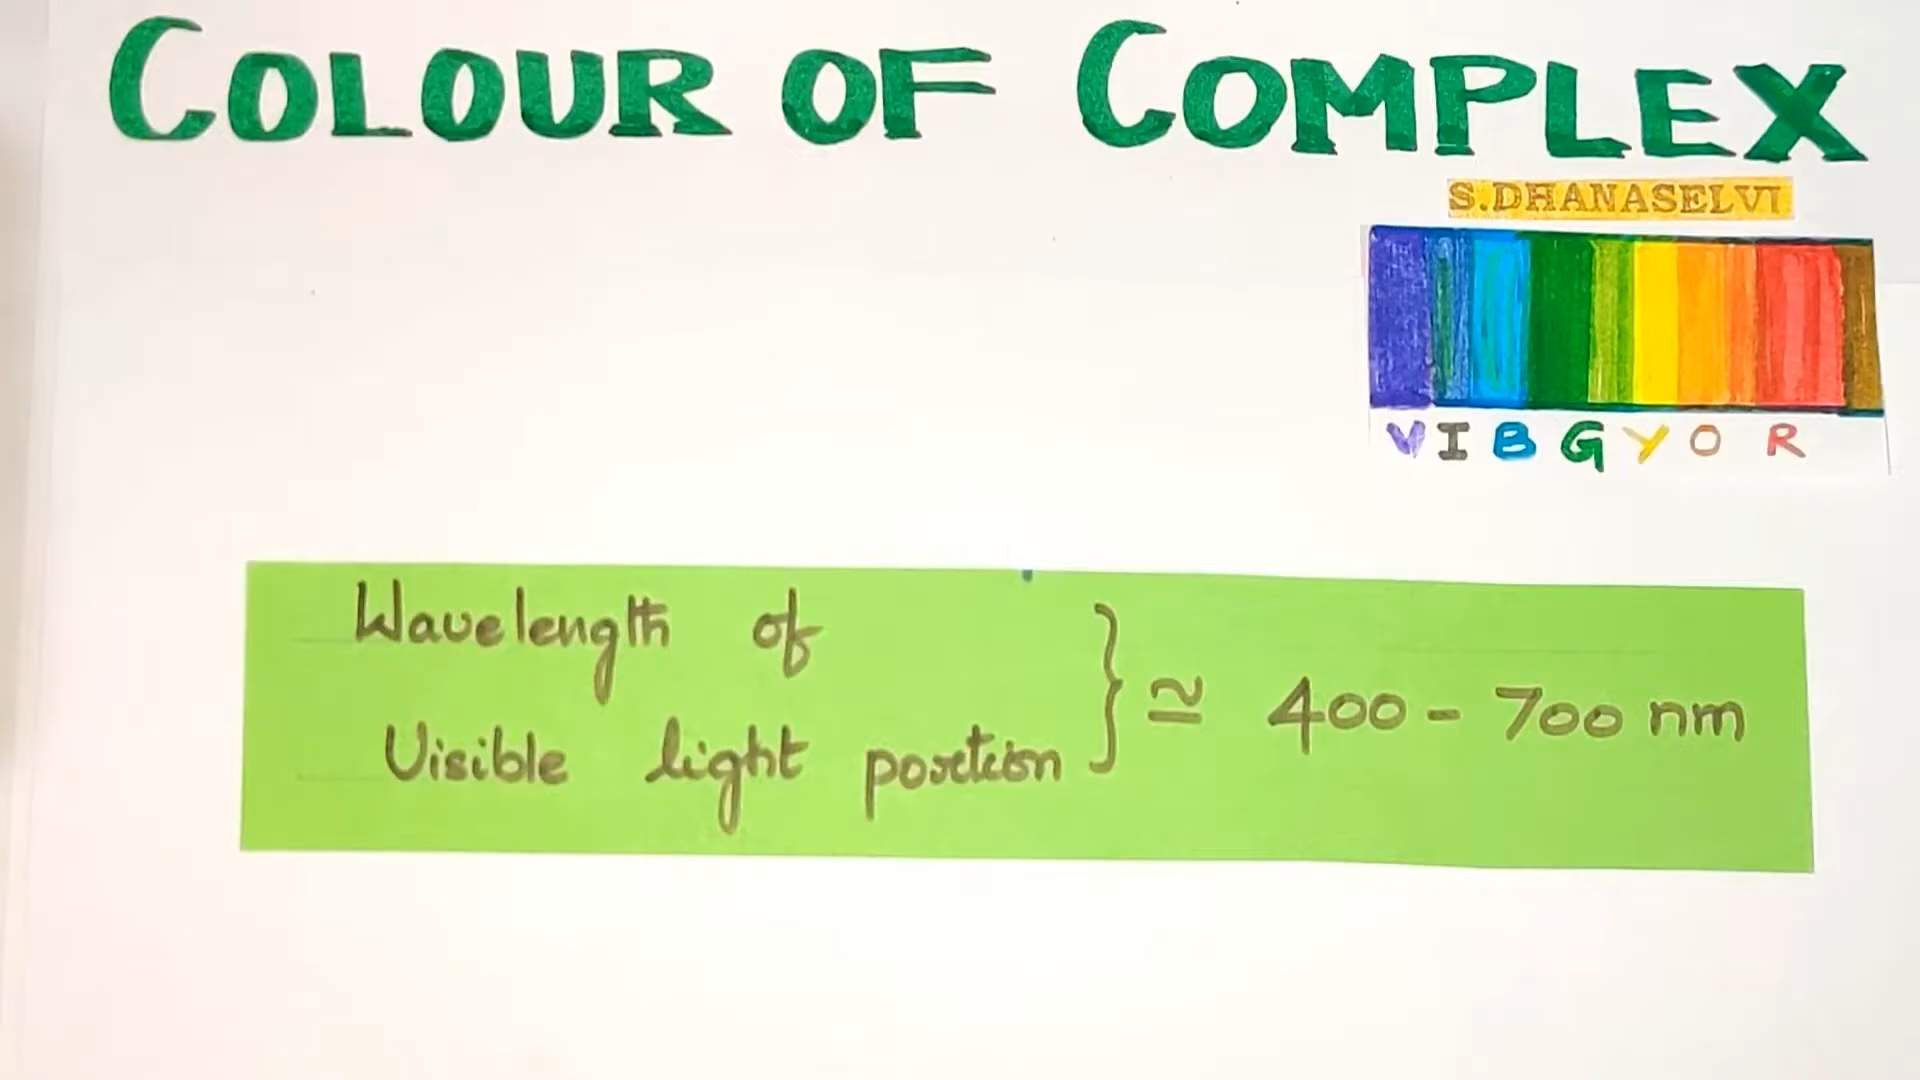 COLOUR OF COMPLEX
S.DHANASELVI
V I B G Y O R
Wavelength of
Visible light portion } ≅ 400 - 700 nm